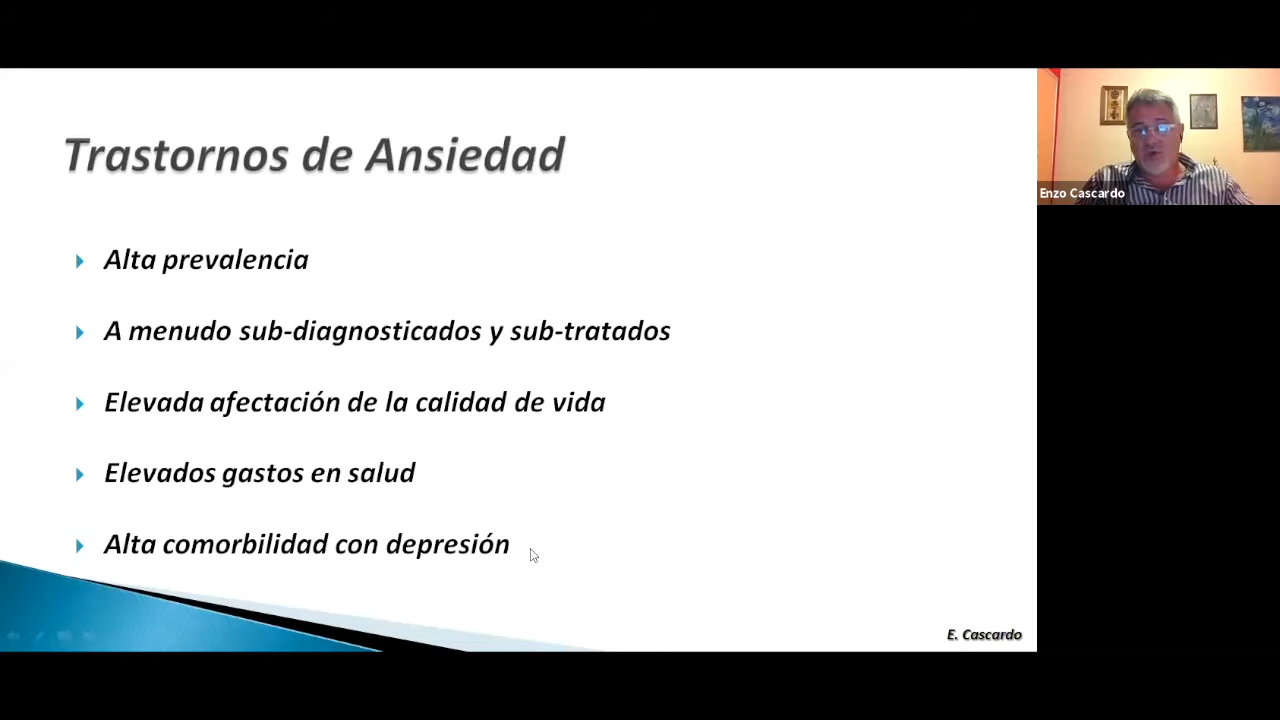 Trastornos de Ansiedad
Alta prevalencia
A menudo sub-diagnosticados y sub-tratados
Elevada afectación de la calidad de vida
Elevados gastos en salud
Alta comorbilidad con depresión
E. Cascardo
Enzo Cascardo